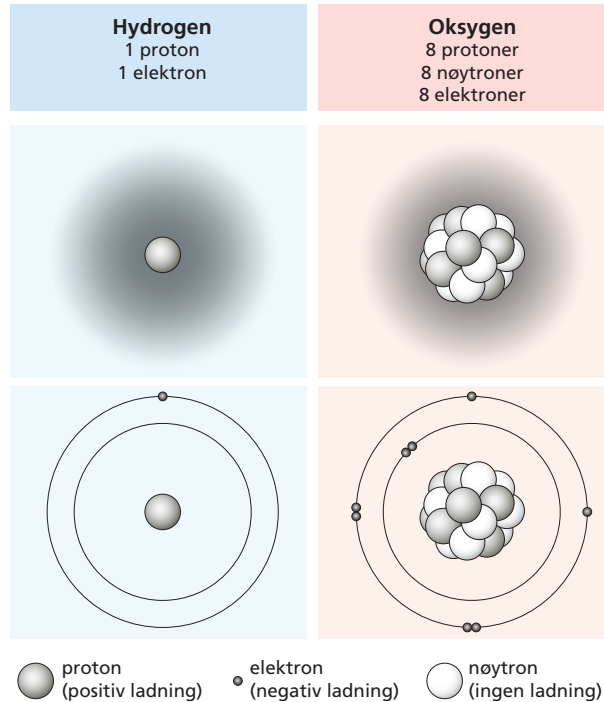 Hydrogen
1 proton
1 elektron
Oksygen
8 protoner
8 nøytroner
8 elektroner
proton
(positiv ladning)
elektron
(negativ ladning)
nøytron
(ingen ladning)